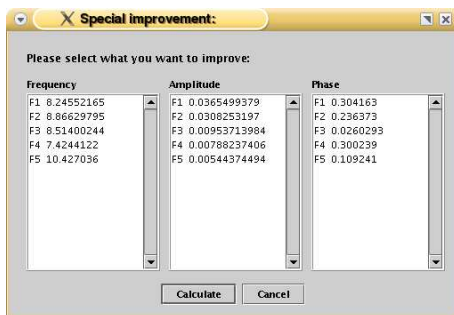 Special improvement:
Please select what you want to improve:
Frequency
F1 8.24552165
F2 8.86629795
F3 8.51400244
F4 7.4244122
F5 10.427036
Amplitude
F1 0.0365499379
F2 0.0308253197
F3 0.00953713984
F4 0.00788237406
F5 0.00544374494
Phase
F1 0.304163
F2 0.236373
F3 0.0260293
F4 0.300239
F5 0.109241
Calculate
Cancel